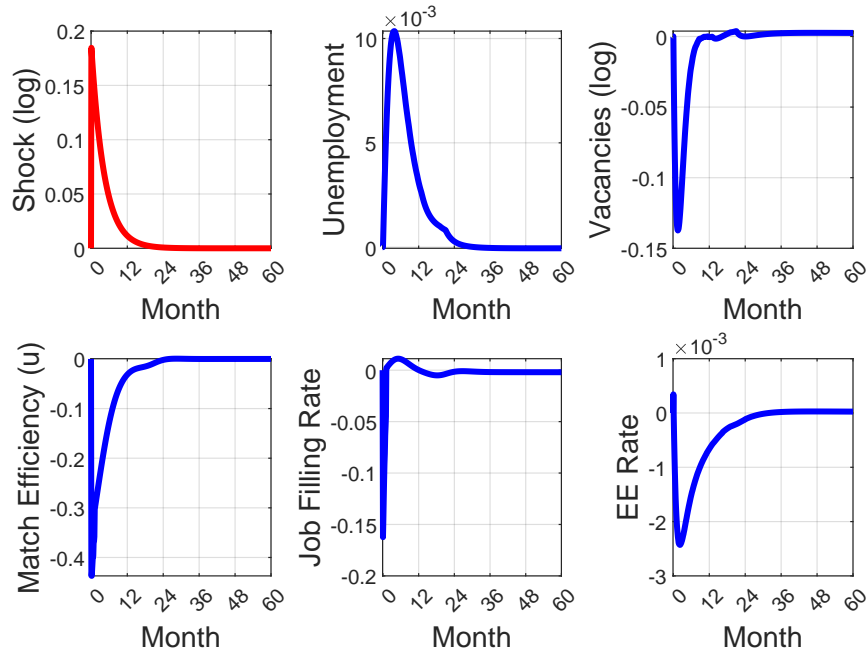 Shock (log)
0.2
0.15
0.1
0.05
0
0 12 24 36 48 60
Month
×10⁻³
Unemployment
10
5
0
0 12 24 36 48 60
Month
Vacancies (log)
0
-0.05
-0.1
-0.15
0 12 24 36 48 60
Month
Match Efficiency (u)
0
-0.1
-0.2
-0.3
-0.4
0 12 24 36 48 60
Month
Job Filling Rate
0
-0.05
-0.1
-0.15
-0.2
0 12 24 36 48 60
Month
×10⁻³
EE Rate
1
0
-1
-2
-3
0 12 24 36 48 60
Month